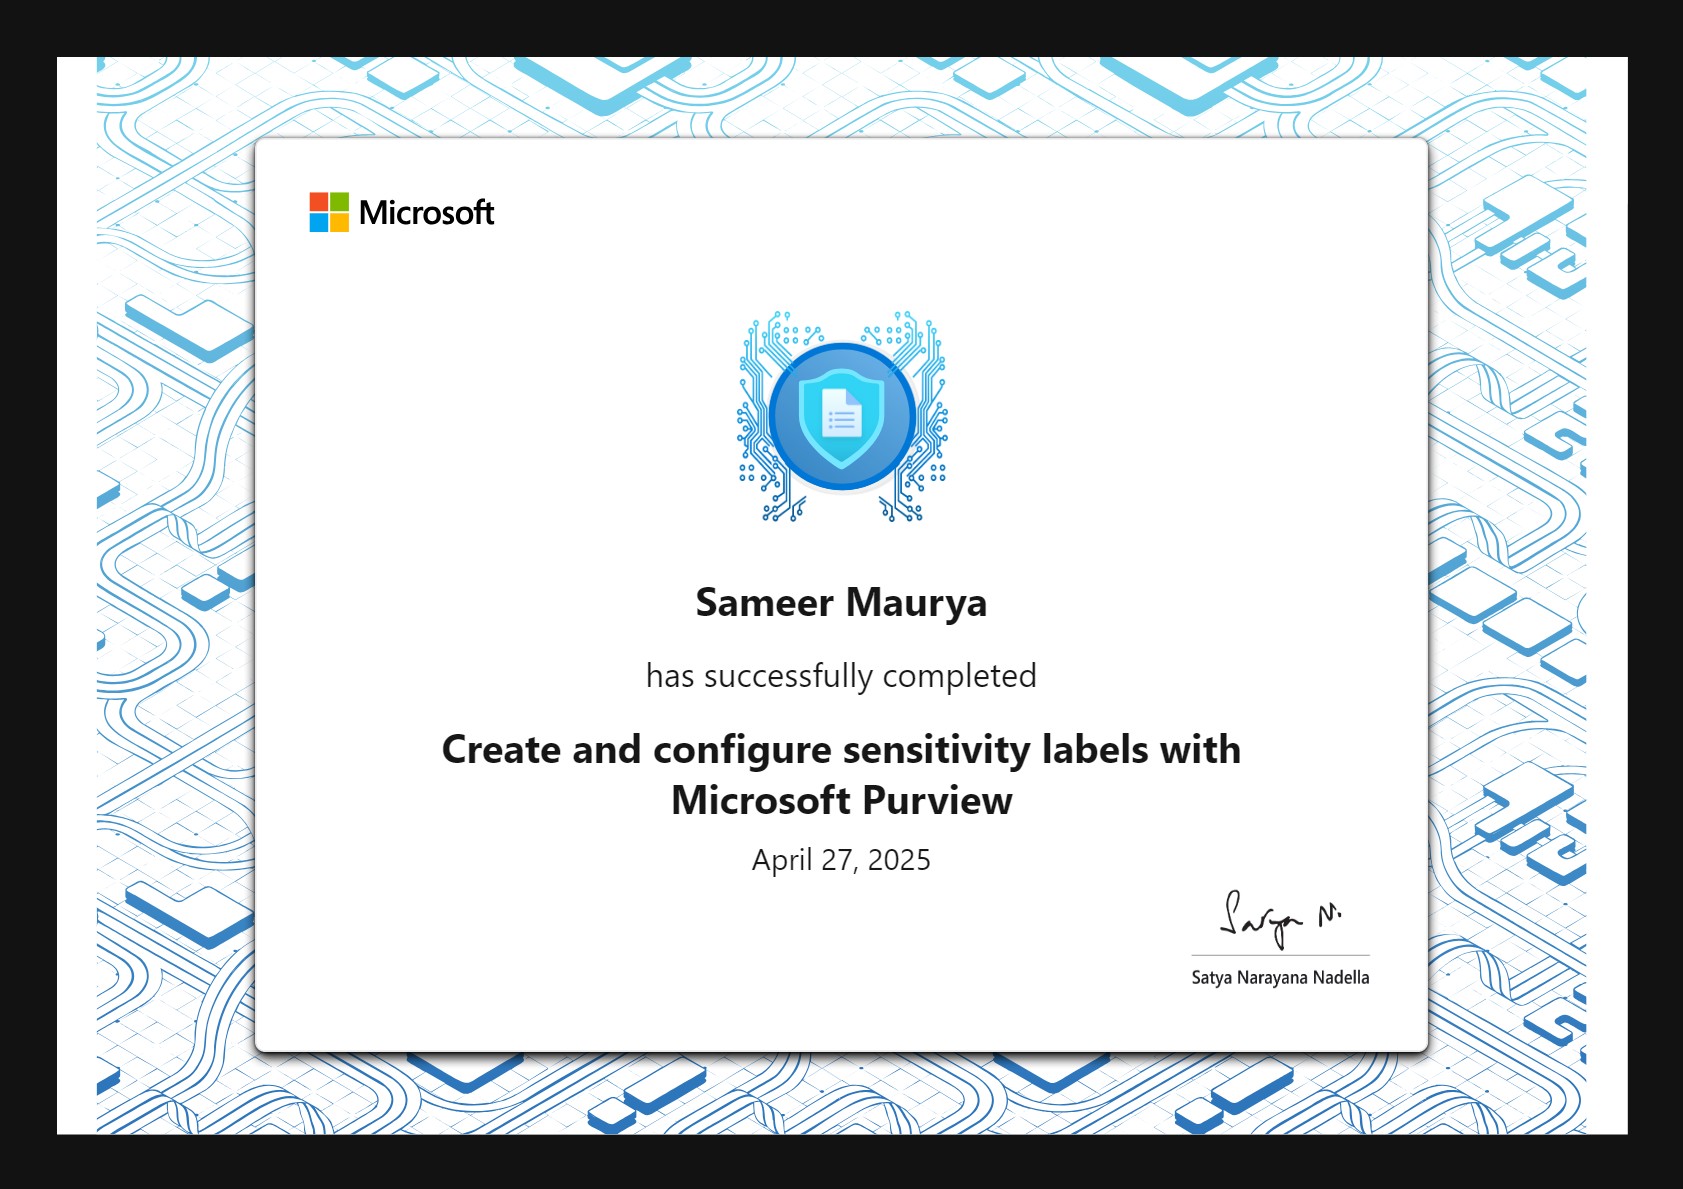 Microsoft
Sameer Maurya
has successfully completed
Create and configure sensitivity labels with
Microsoft Purview
April 27, 2025
Satya N.
Satya Narayana Nadella